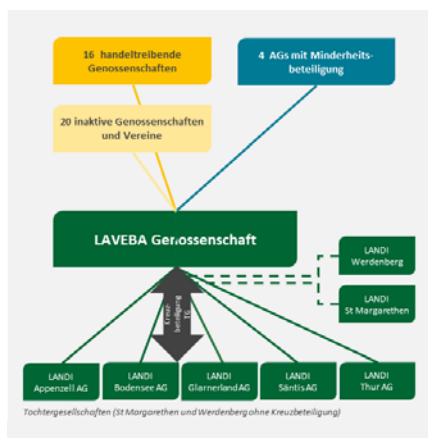 16 handeltreibende
Genossenschaften
4 AGs mit Minderheits-
beteiligung
20 inaktive Genossenschaften
und Vereine
LAVEBA Genossenschaft
LANDI
Werdenberg
LANDI
St Margarethen
Kreuz-
beteiligung
TG
LANDI
Appenzell AG
LANDI
Bodensee AG
LANDI
Glarnerland AG
LANDI
Säntis AG
LANDI
Thur AG
Tochtergesellschaften (St Margarethen und Werdenberg ohne Kreuzbeteiligung)